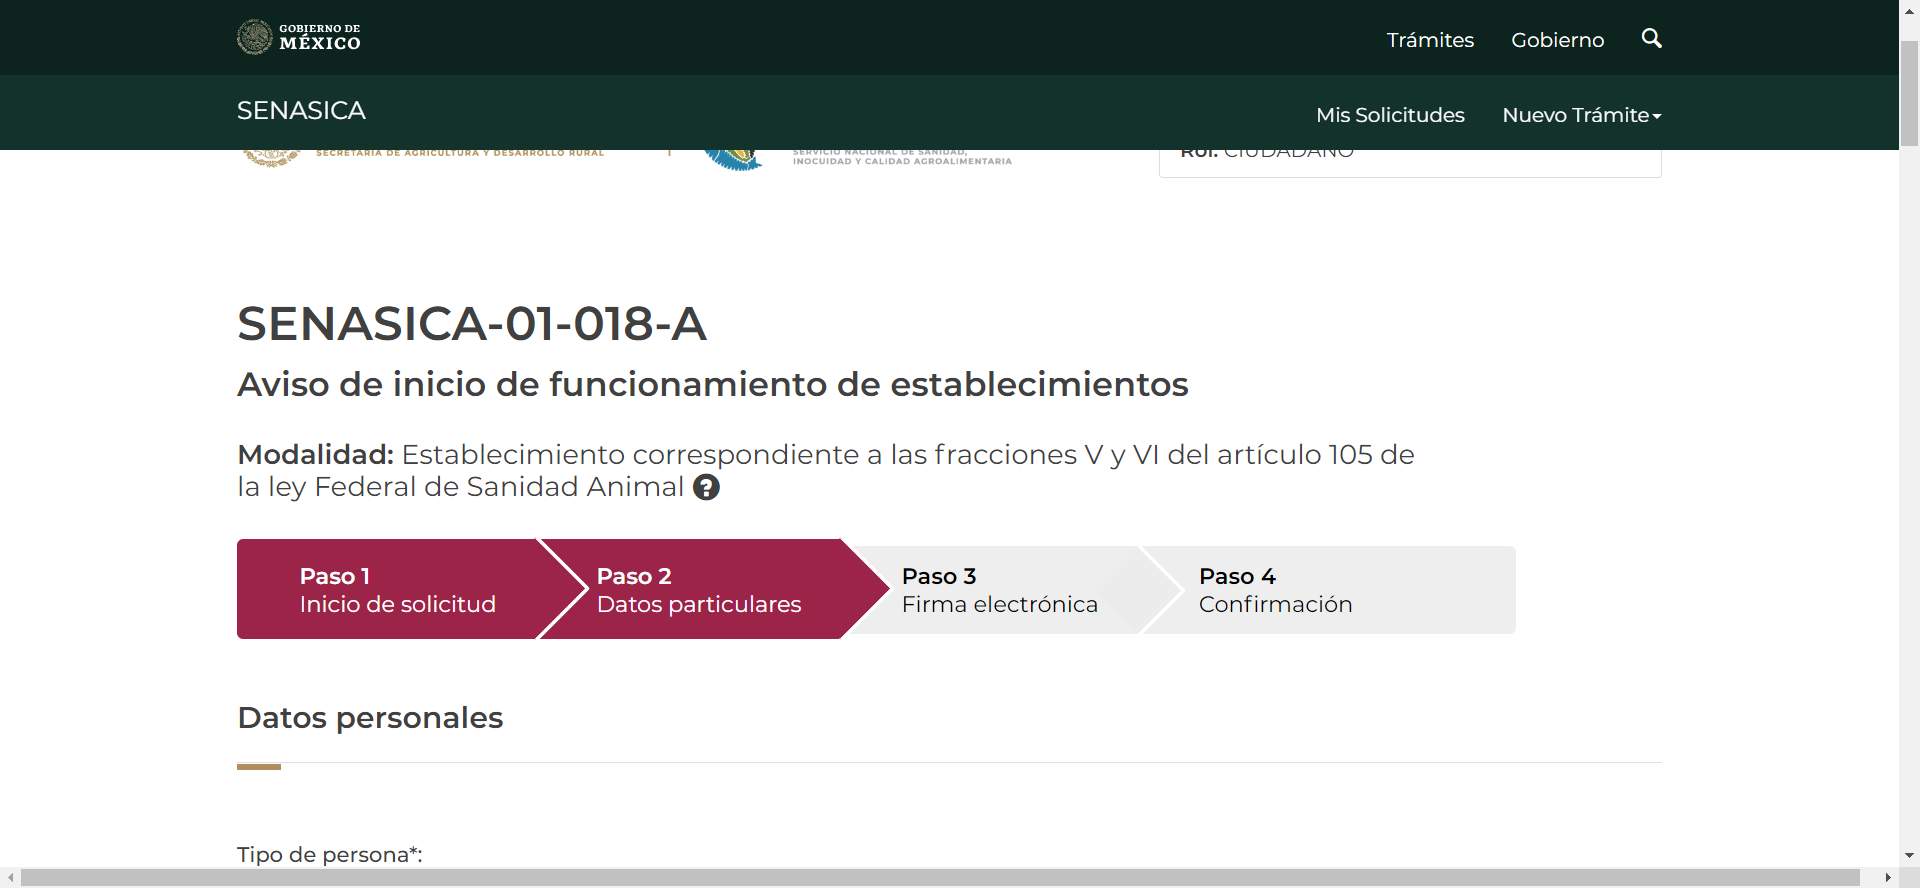 GOBIERNO DE
MÉXICO
Trámites
Gobierno
SENASICA
Mis Solicitudes
Nuevo Trámite
SECRETARÍA DE AGRICULTURA Y DESARROLLO RURAL
SERVICIO NACIONAL DE SANIDAD,
INOCUIDAD Y CALIDAD AGROALIMENTARIA
Rol: CIUDADANO
SENASICA-01-018-A
Aviso de inicio de funcionamiento de establecimientos
Modalidad: Establecimiento correspondiente a las fracciones V y VI del artículo 105 de
la ley Federal de Sanidad Animal ?
Paso 1
Inicio de solicitud
Paso 2
Datos particulares
Paso 3
Firma electrónica
Paso 4
Confirmación
Datos personales
Tipo de persona*: